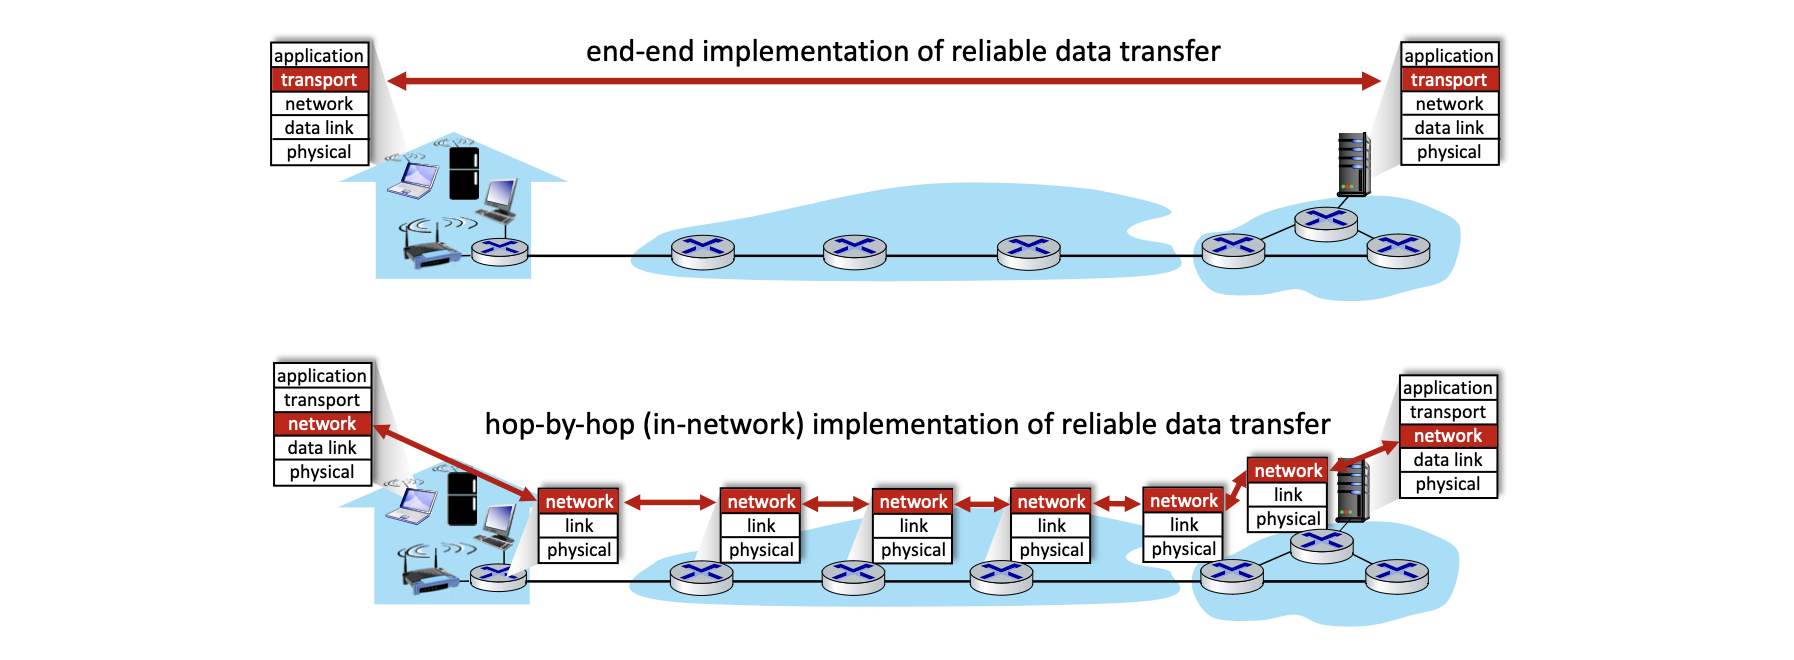 end-end implementation of reliable data transfer
application
transport
network
data link
physical
application
transport
network
data link
physical
hop-by-hop (in-network) implementation of reliable data transfer
application
transport
network
data link
physical
network
link
physical
network
link
physical
network
link
physical
network
link
physical
network
link
physical
network
link
physical
application
transport
network
data link
physical